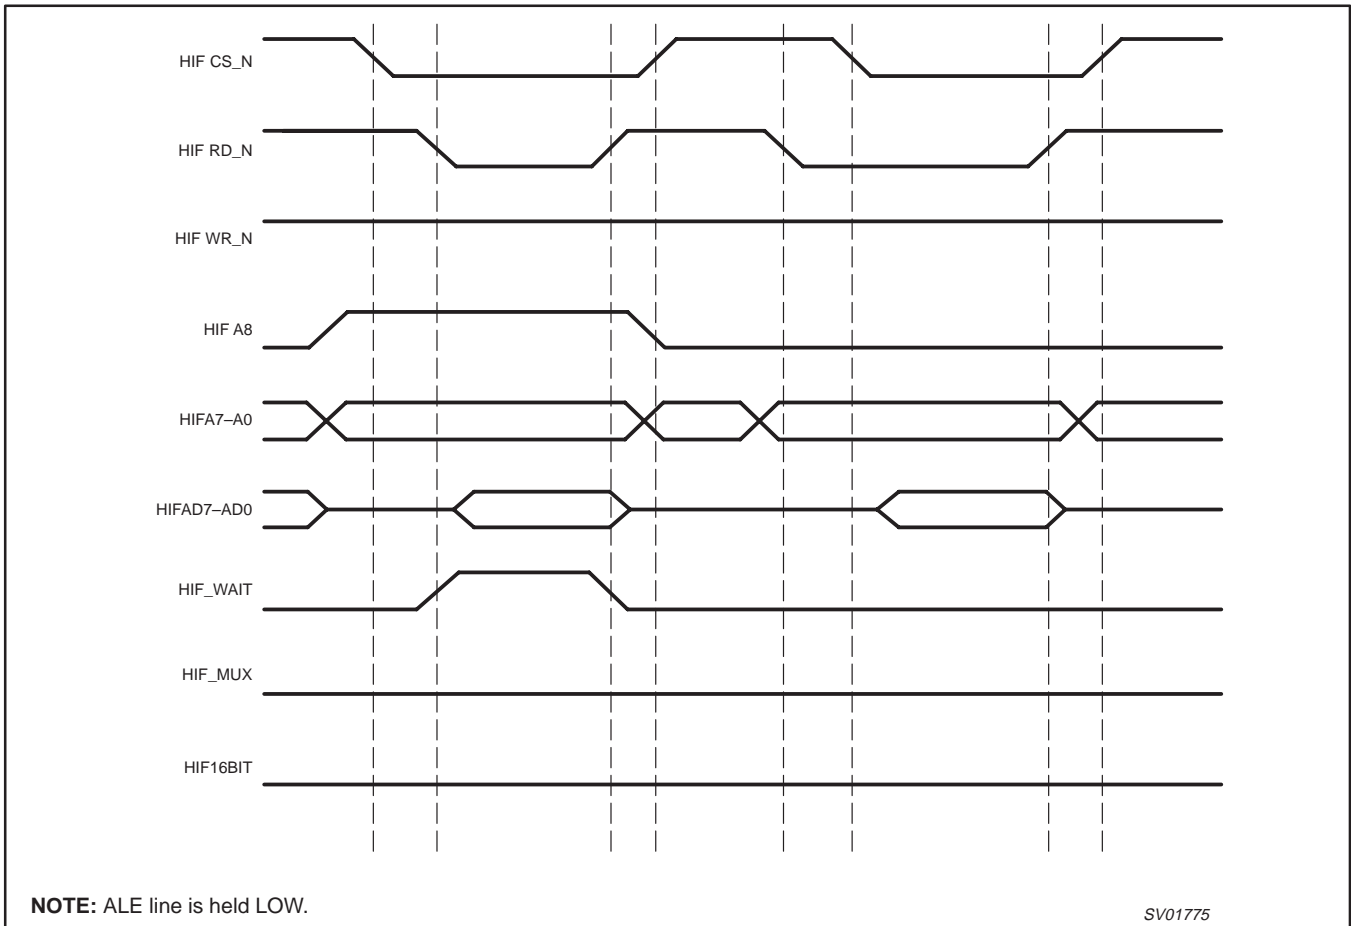 HIF CS_N
HIF RD_N
HIF WR_N
HIF A8
HIFA7–A0
HIFAD7–AD0
HIF_WAIT
HIF_MUX
HIF16BIT
NOTE: ALE line is held LOW.
SV01775